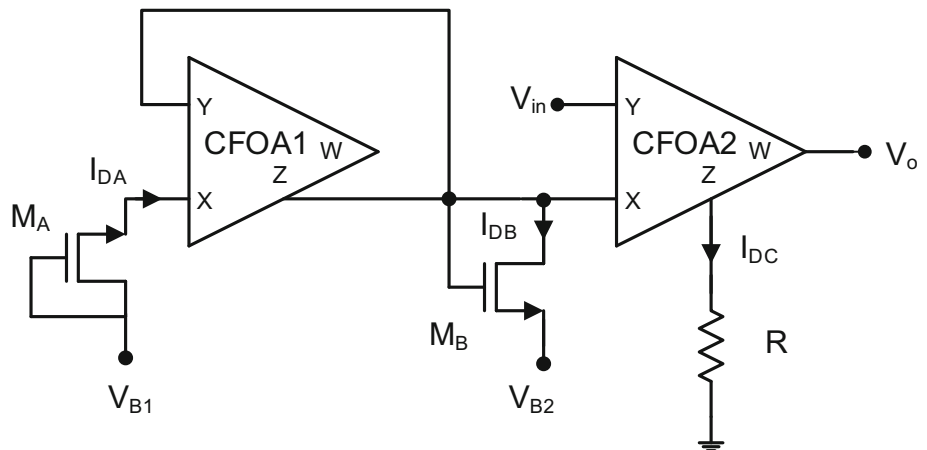 Y
CFOA1
W
Z
X
I_DA
M_A
V_B1
V_in
Y
CFOA2
W
Z
X
V_o
I_DB
M_B
V_B2
I_DC
R